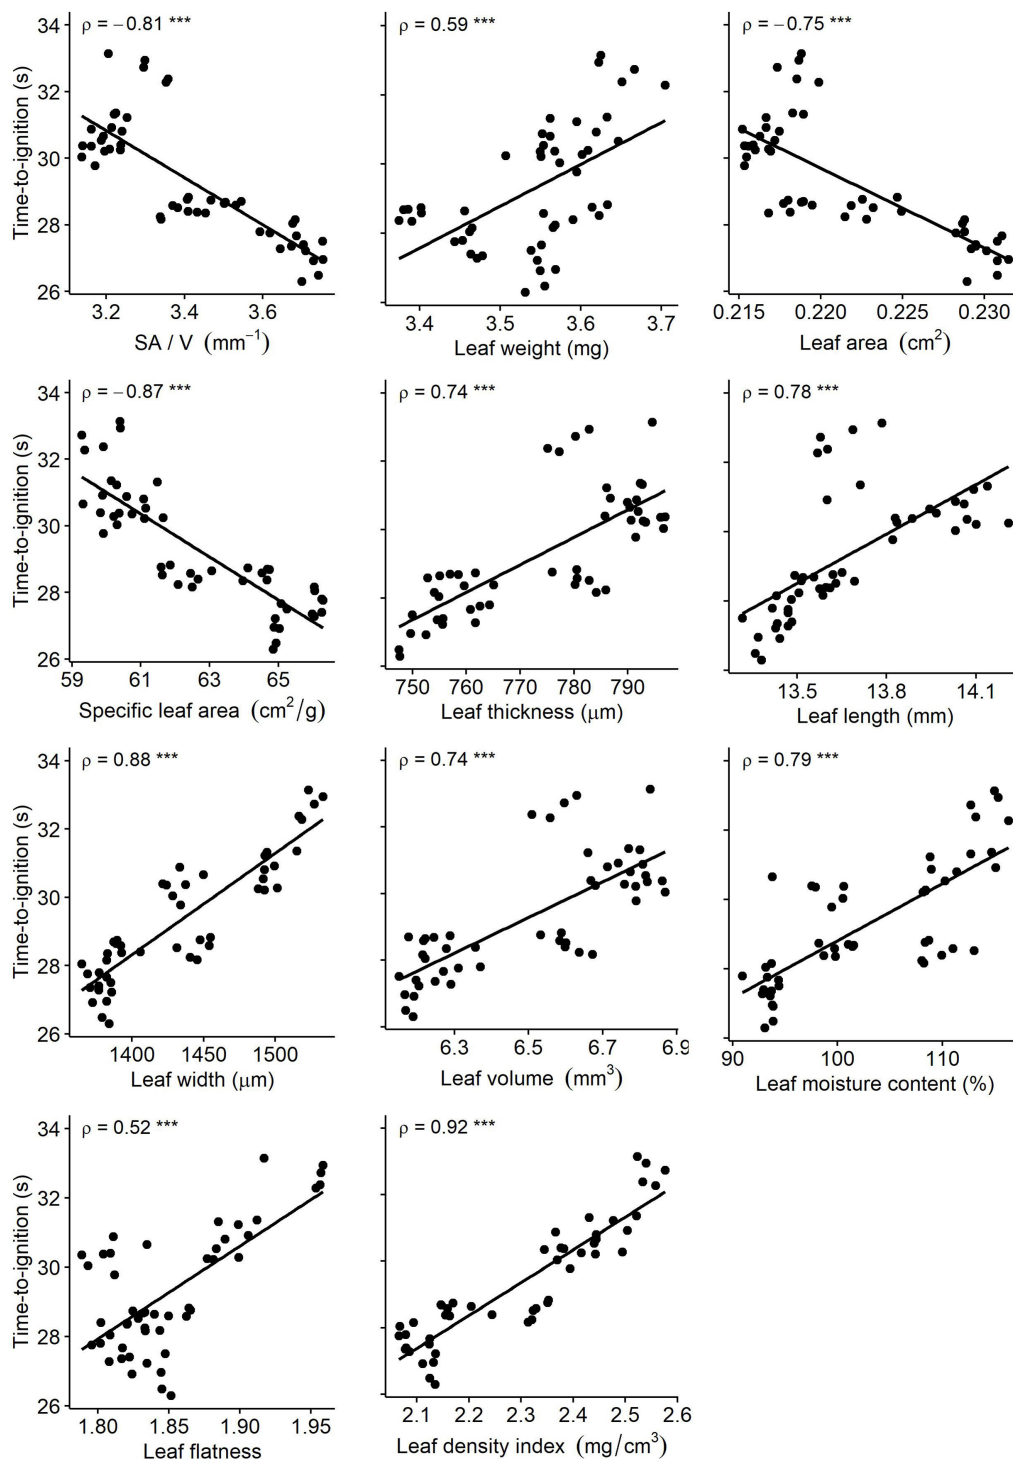 ρ = −0.81 ***
ρ = 0.59 ***
ρ = −0.75 ***
Time-to-ignition (s)
34
32
30
28
26
3.2 3.4 3.6
3.4 3.5 3.6 3.7
0.215 0.220 0.225 0.230
SA / V (mm⁻¹)
Leaf weight (mg)
Leaf area (cm²)
ρ = −0.87 ***
ρ = 0.74 ***
ρ = 0.78 ***
Time-to-ignition (s)
34
32
30
28
26
59 61 63 65
750 760 770 780 790
13.5 13.8 14.1
Specific leaf area (cm²/g)
Leaf thickness (μm)
Leaf length (mm)
ρ = 0.88 ***
ρ = 0.74 ***
ρ = 0.79 ***
Time-to-ignition (s)
34
32
30
28
26
1400 1450 1500
6.3 6.5 6.7 6.9
90 100 110
Leaf width (μm)
Leaf volume (mm³)
Leaf moisture content (%)
ρ = 0.52 ***
ρ = 0.92 ***
Time-to-ignition (s)
34
32
30
28
26
1.80 1.85 1.90 1.95
2.1 2.2 2.3 2.4 2.5 2.6
Leaf flatness
Leaf density index (mg/cm³)